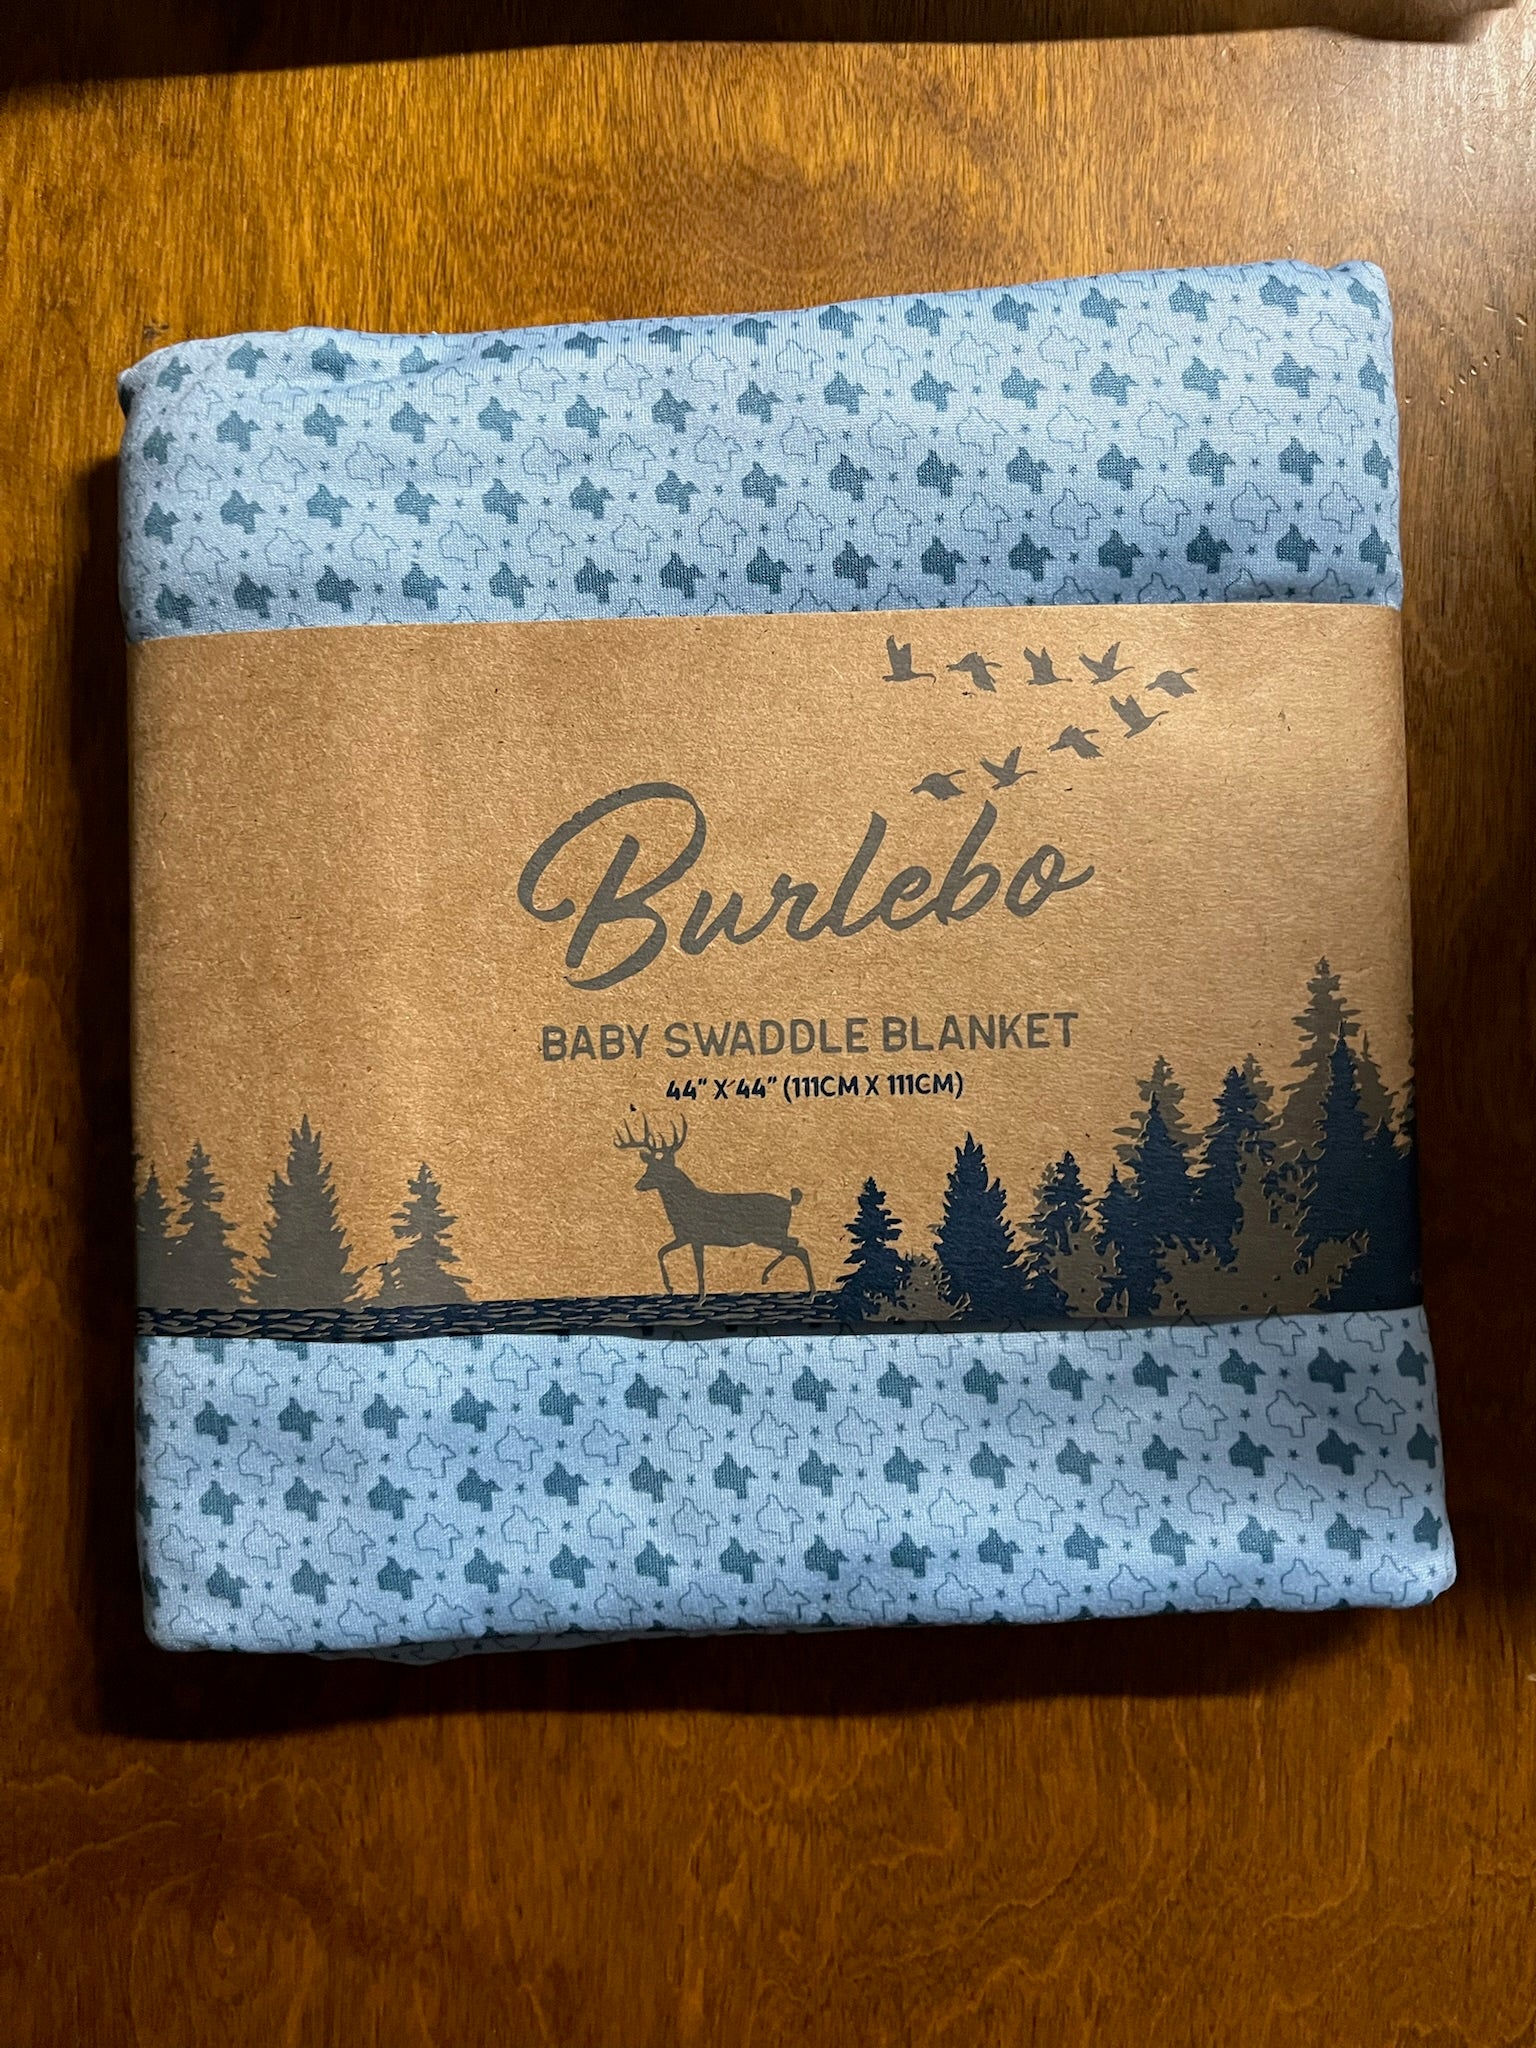 Burlebo
BABY SWADDLE BLANKET
44" X 44" (111CM X 111CM)